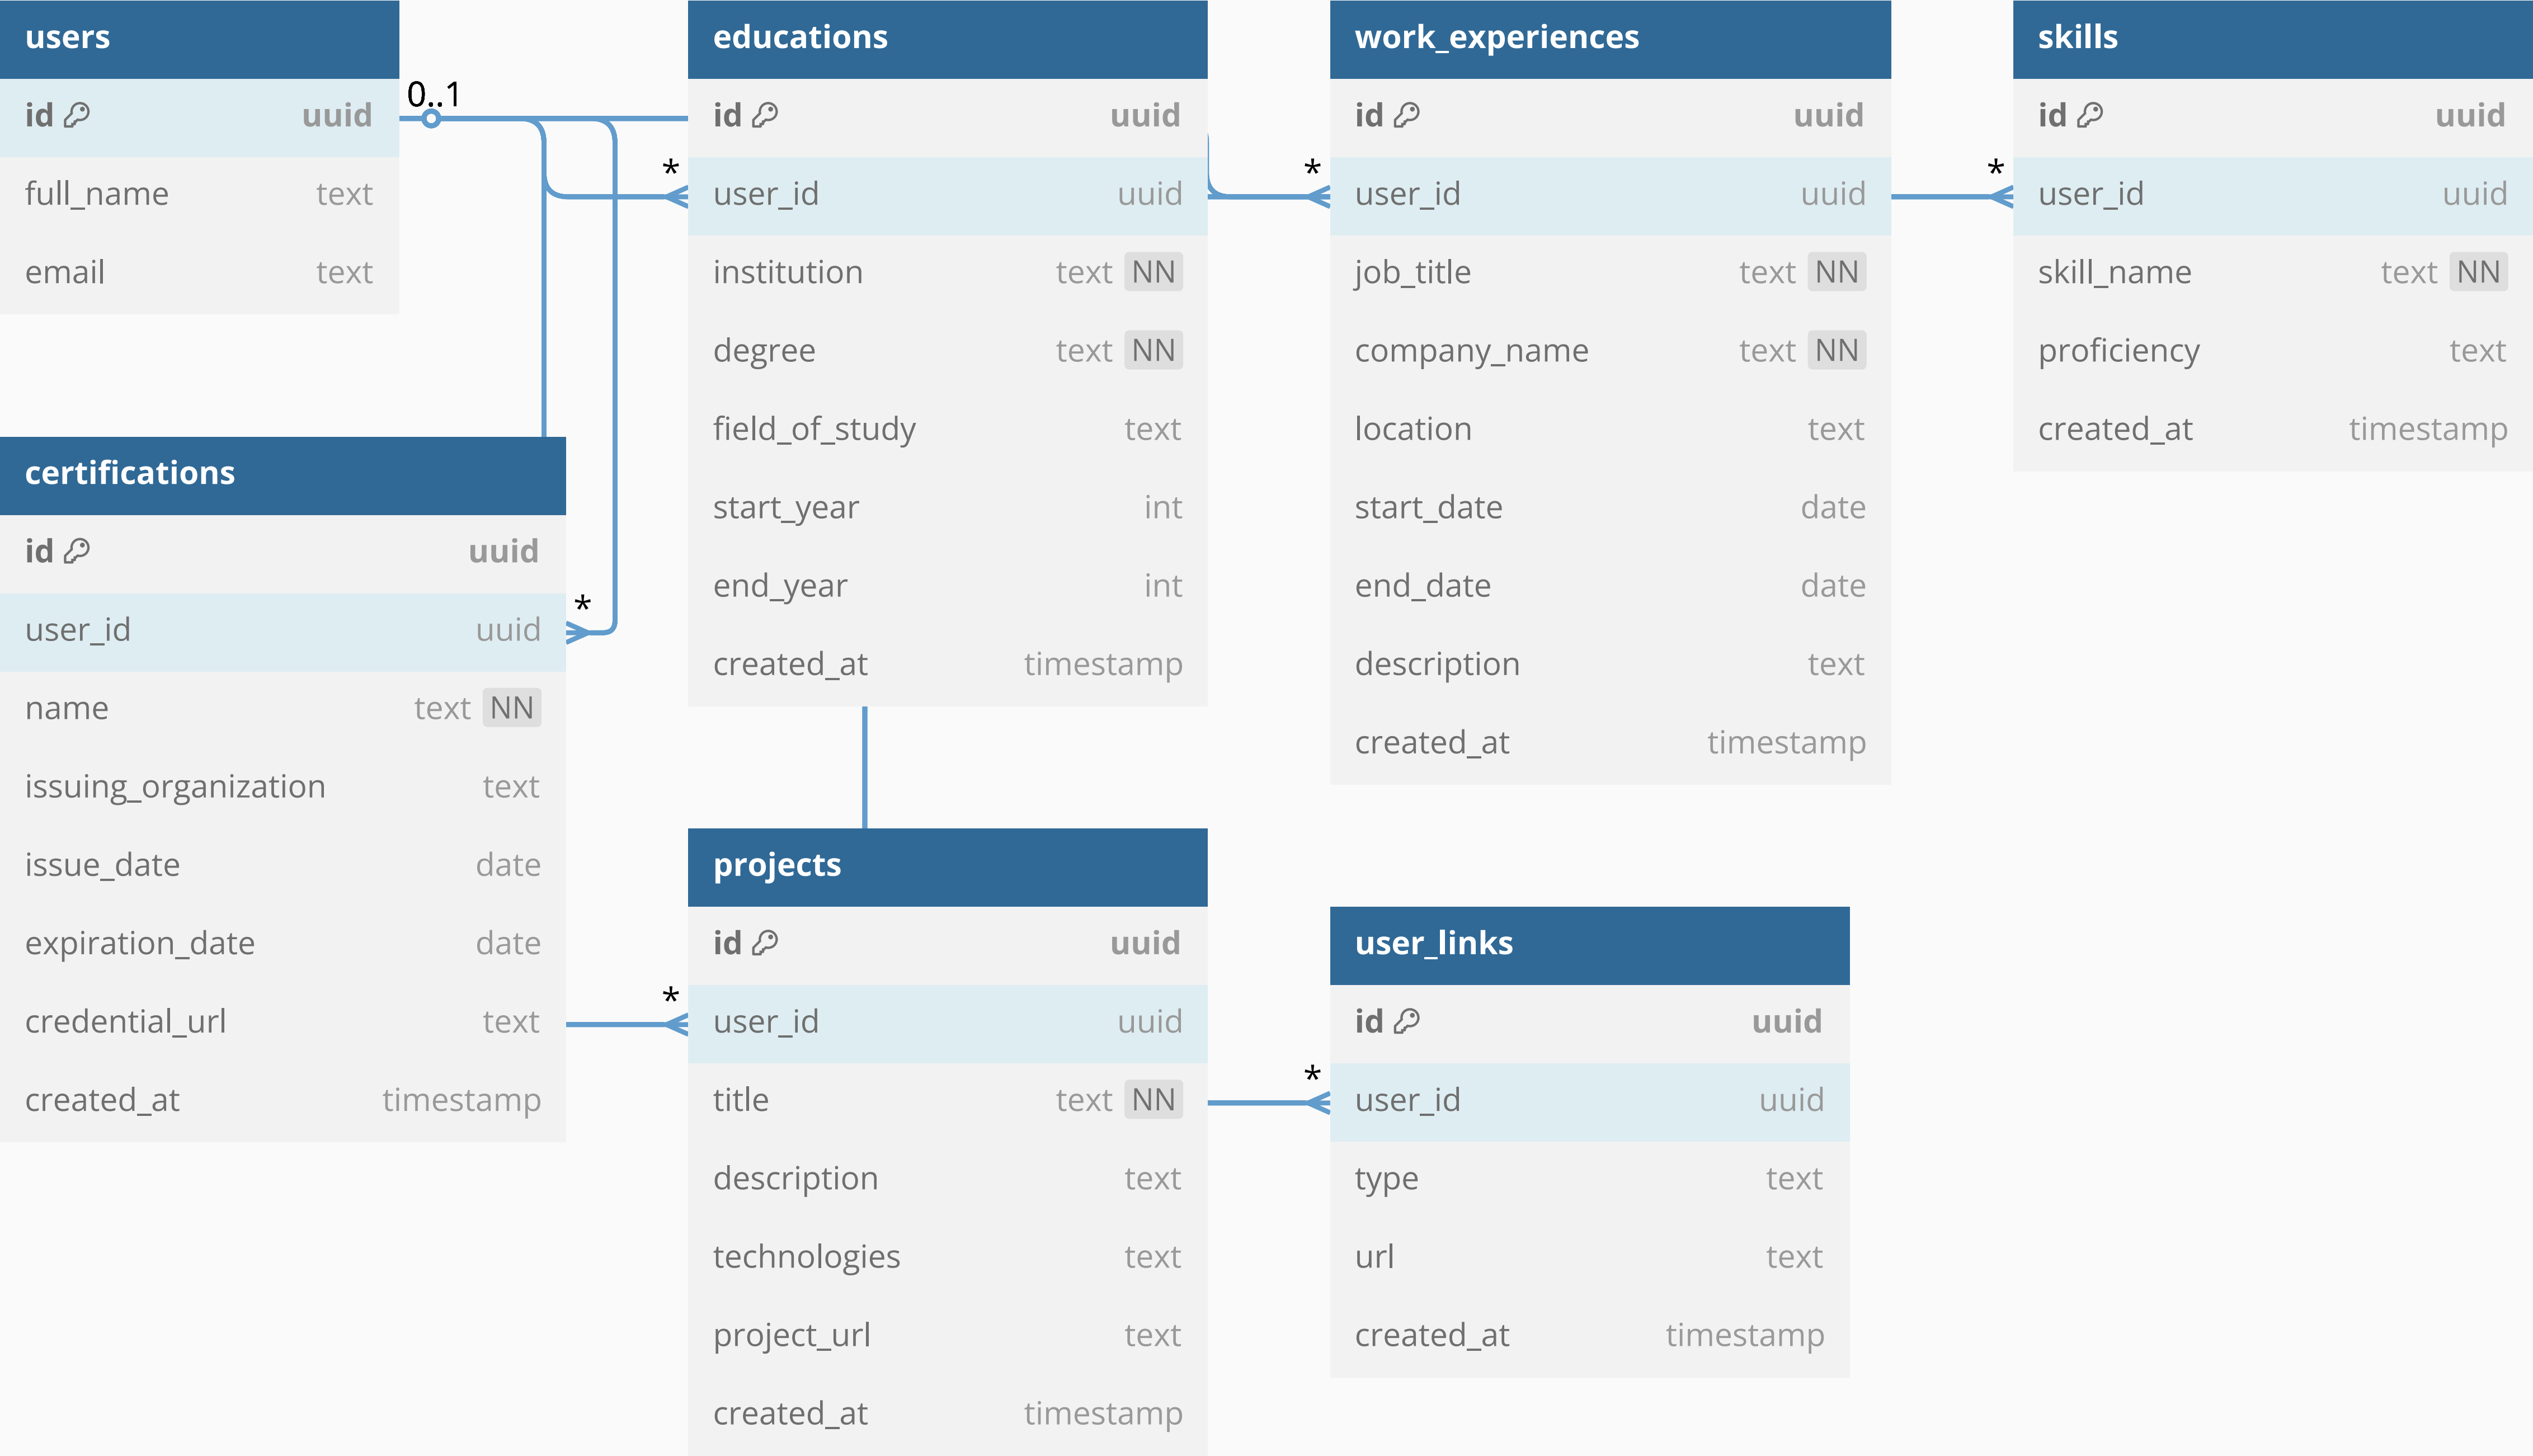 users
id uuid
full_name text
email text
0..1
educations
id uuid
* user_id uuid
institution text NN
degree text NN
field_of_study text
start_year int
end_year int
created_at timestamp
work_experiences
id uuid
* user_id uuid
job_title text NN
company_name text NN
location text
start_date date
end_date date
description text
created_at timestamp
skills
id uuid
* user_id uuid
skill_name text NN
proficiency text
created_at timestamp
certifications
id uuid
user_id uuid *
name text NN
issuing_organization text
issue_date date
expiration_date date
credential_url text
created_at timestamp
projects
id uuid
* user_id uuid
title text NN
description text
technologies text
project_url text
created_at timestamp
user_links
id uuid
* user_id uuid
type text
url text
created_at timestamp